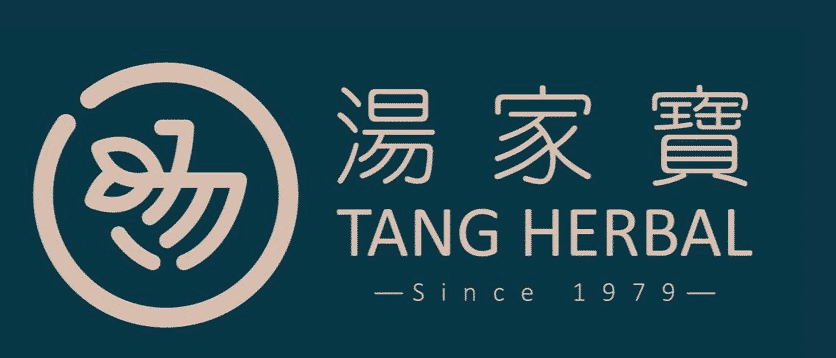 湯家寶
TANG HERBAL
—Since 1979—